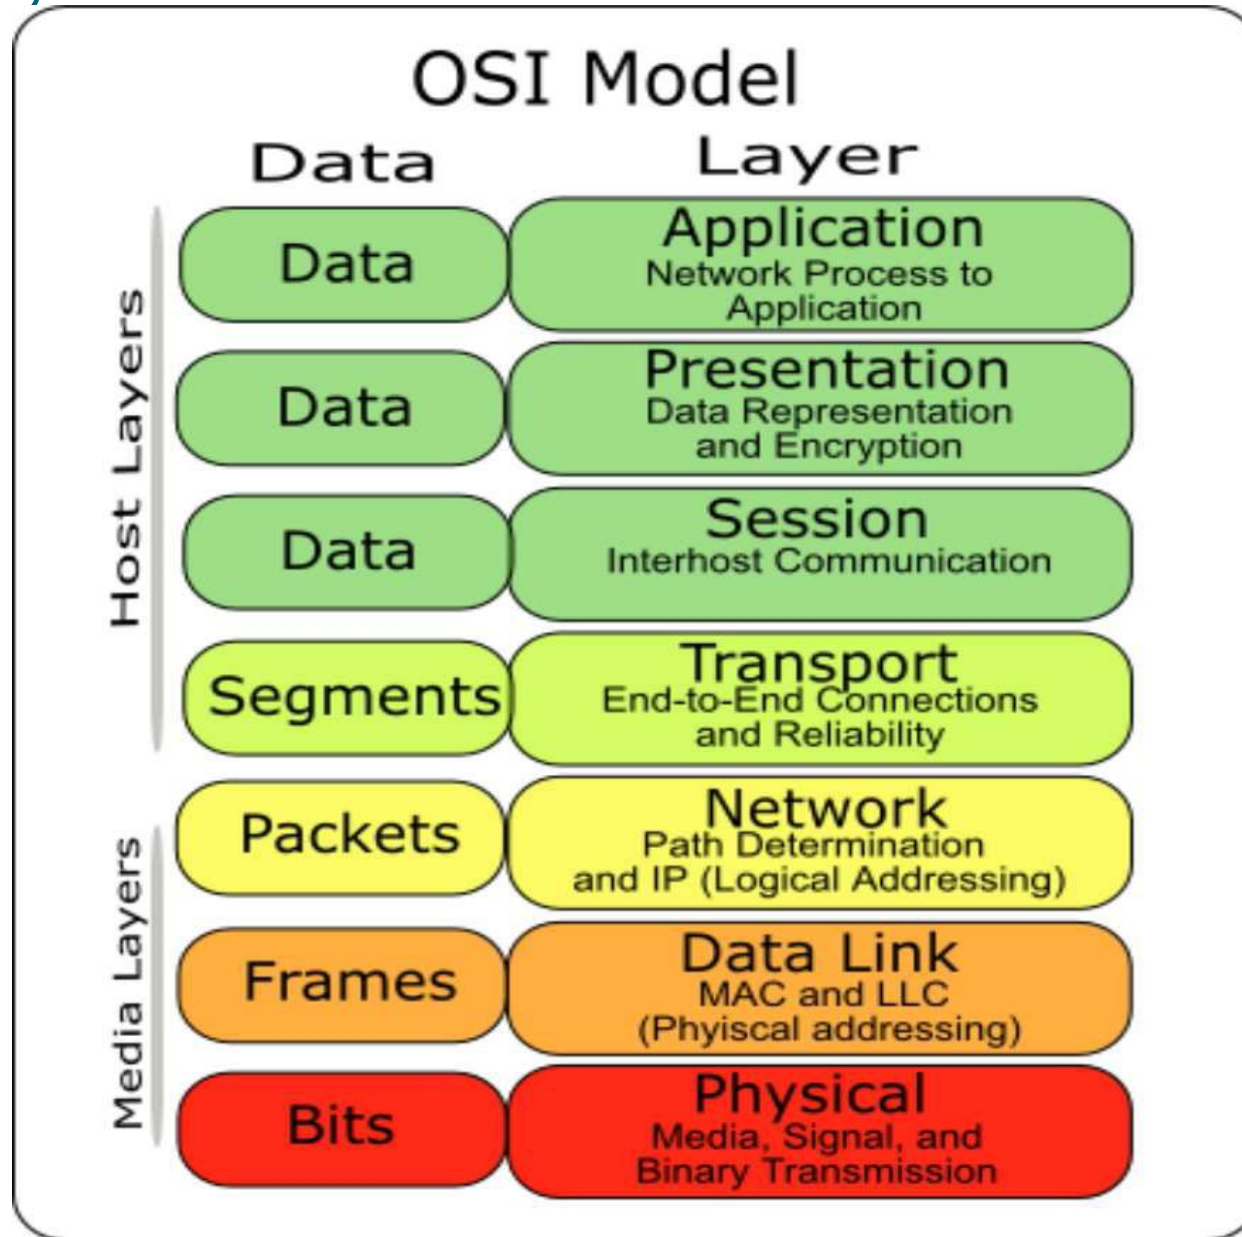 OSI Model
Data
Layer
Host Layers
Data
Application
Network Process to
Application
Data
Presentation
Data Representation
and Encryption
Data
Session
Interhost Communication
Segments
Transport
End-to-End Connections
and Reliability
Media Layers
Packets
Network
Path Determination
and IP (Logical Addressing)
Frames
Data Link
MAC and LLC
(Phyiscal addressing)
Bits
Physical
Media, Signal, and
Binary Transmission